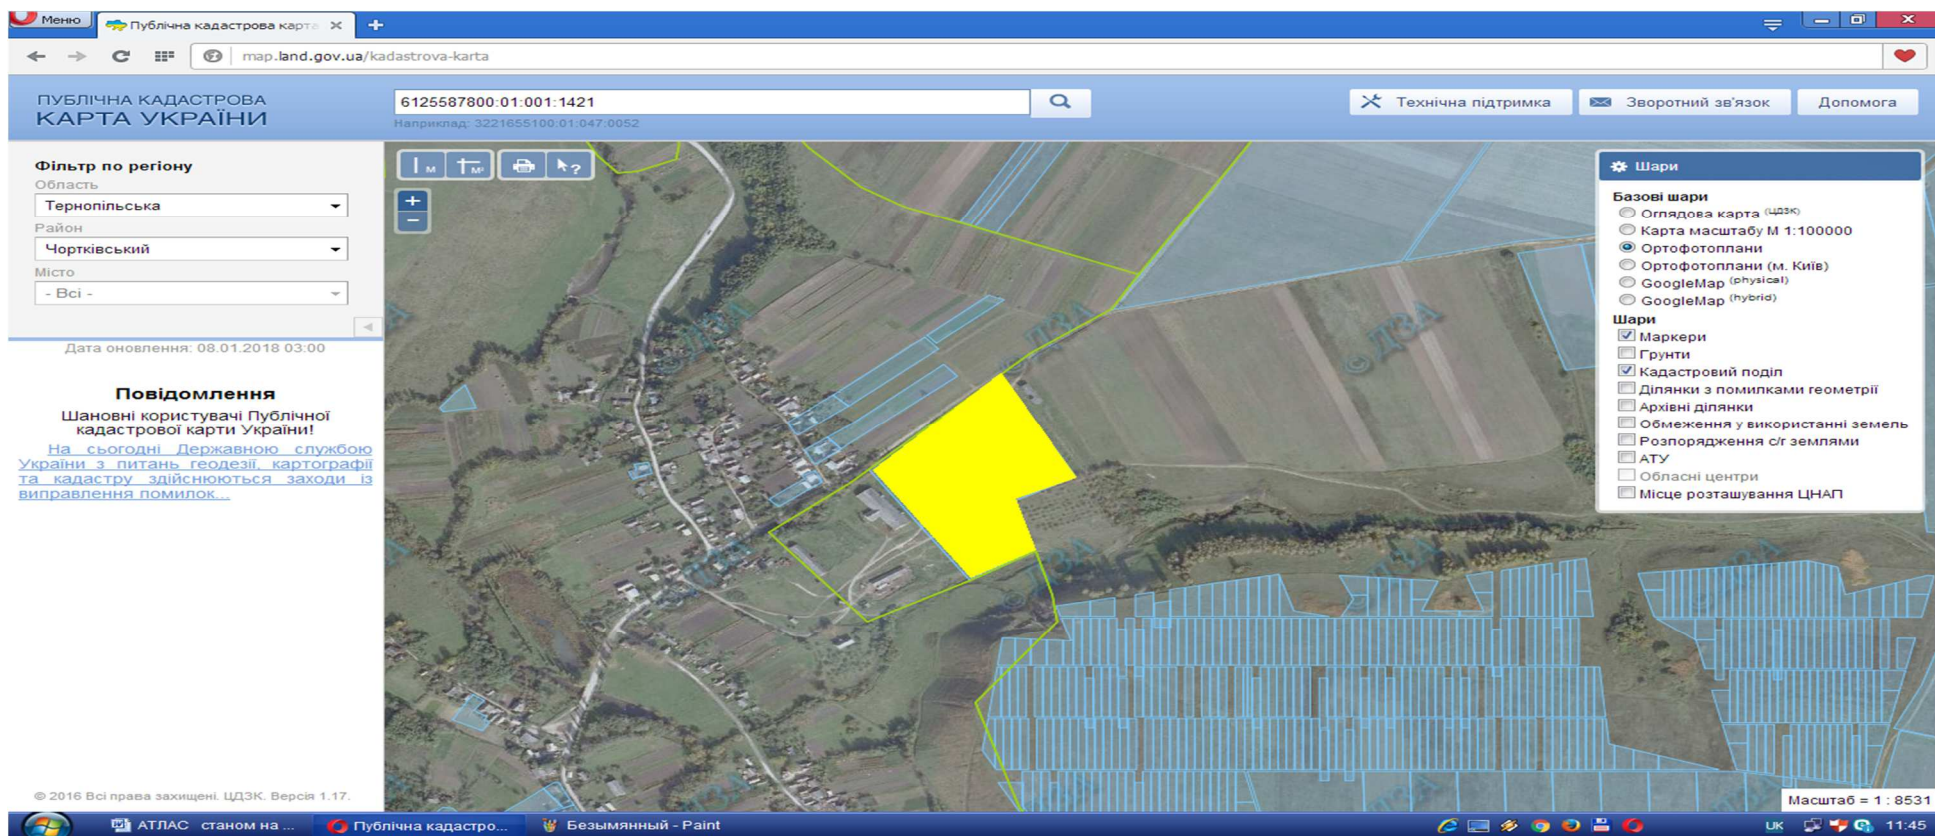 Меню
Публічна кадастрова карт
map.land.gov.ua/kadastrova-karta
ПУБЛІЧНА КАДАСТРОВА
КАРТА УКРАЇНИ
6125587800:01:001:1421
Наприклад: 3221655100:01:047:0052
Технічна підтримка
Зворотний зв'язок
Допомога
Фільтр по регіону
Область
Тернопільська
Район
Чортківський
Місто
- Всі -
Дата оновлення: 08.01.2018 03:00
Повідомлення
Шановні користувачі Публічної
кадастрової карти України!
На сьогодні Державною службою
України з питань геодезії, картографії
та кадастру здійснюються заходи із
виправлення помилок...
© 2016 Всі права захищені. ЦДЗК. Версія 1.17.
М
М²
?
+
−
© ДЗА
© ДЗА
© ДЗА
Шари
Базові шари
Оглядова карта (ЦДЗК)
Карта масштабу М 1:100000
Ортофотоплани
Ортофотоплани (м. Київ)
GoogleMap (physical)
GoogleMap (hybrid)
Шари
Маркери
Грунти
Кадастровий поділ
Ділянки з помилками геометрії
Архівні ділянки
Обмеження у використанні земель
Розпорядження с/г землями
АТУ
Обласні центри
Місце розташування ЦНАП
Масштаб = 1 : 8531
АТЛАС станом на ...
Публічна кадастро...
Безымянный - Paint
UK
11:45